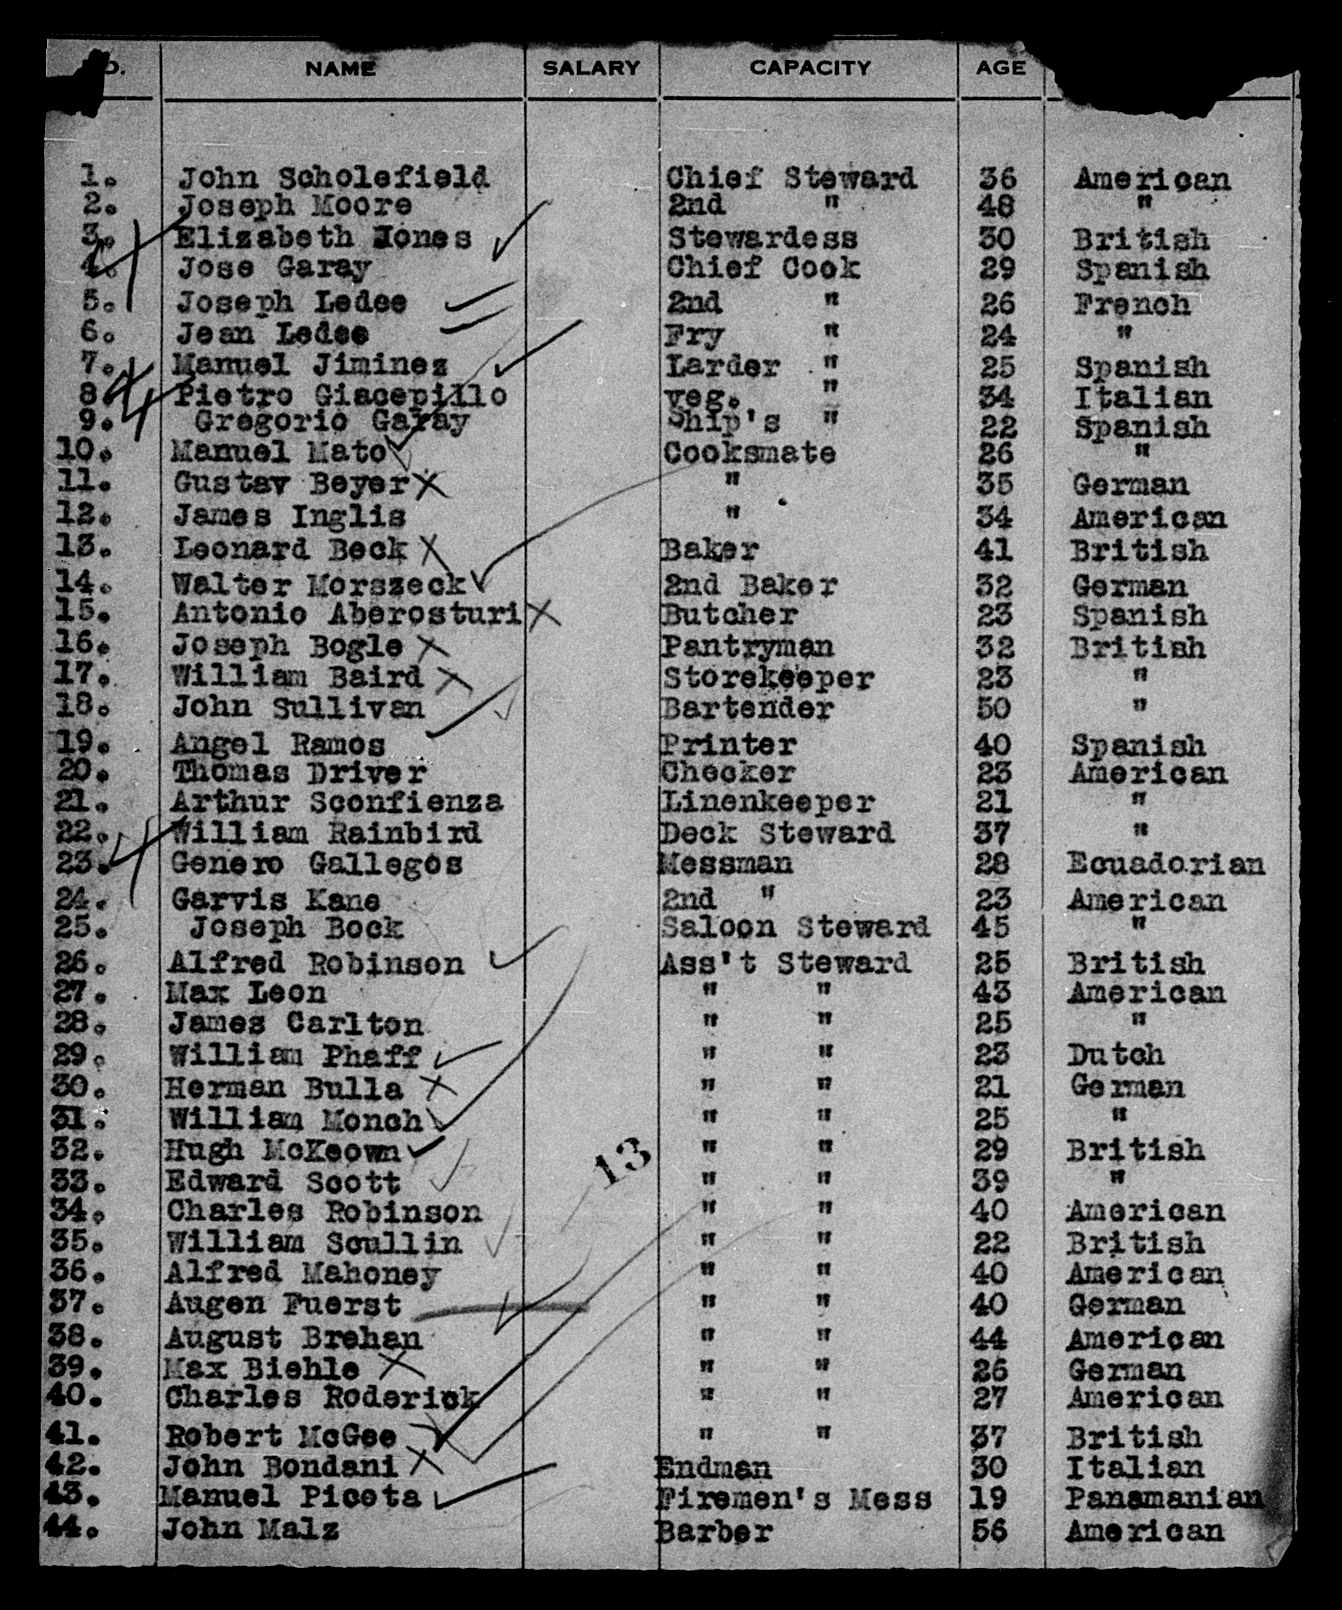 O. NAME SALARY CAPACITY AGE
1. John Scholefield Chief Steward 36 American
2. Joseph Moore 2nd " 48 "
3. Elizabeth Jones Stewardess 30 British
4. Jose Garay Chief Cook 29 Spanish
5. Joseph Ledee 2nd " 26 French
6. Jean Ledee Fry " 24 "
7. Manuel Jiminez Larder " 25 Spanish
8. Pietro Giacepillo veg. " 34 Italian
9. Gregorio Garay Ship's " 22 Spanish
10. Manuel Mato Cooksmate 26 "
11. Gustav Beyer " 35 German
12. James Inglis " 34 American
13. Leonard Beck Baker 41 British
14. Walter Morszeck 2nd Baker 32 German
15. Antonio Aberosturi Butcher 23 Spanish
16. Joseph Bogle Pantryman 32 British
17. William Baird Storekeeper 23 "
18. John Sullivan Bartender 50 "
19. Angel Ramos Printer 40 Spanish
20. Thomas Driver Checker 23 American
21. Arthur Sconfienza Linenkeeper 21 "
22. William Rainbird Deck Steward 37 "
23. Genero Gallegos Messman 28 Ecuadorian
24. Garvis Kane 2nd " 23 American
25. Joseph Bock Saloon Steward 45 "
26. Alfred Robinson Ass't Steward 25 British
27. Max Leon " " 43 American
28. James Carlton " " 25 "
29. William Phaff " " 23 Dutch
30. Herman Bulla " " 21 German
31. William Monch " " 25 "
32. Hugh McKeown " " 29 British
13
33. Edward Scott " " 39 "
34. Charles Robinson " " 40 American
35. William Scullin " " 22 British
36. Alfred Mahoney " " 40 American
37. Augen Fuerst " " 40 German
38. August Brehan " " 44 American
39. Max Biehle " " 26 German
40. Charles Roderick " " 27 American
41. Robert McGee " " 37 British
42. John Bondani Endman 30 Italian
43. Manuel Piceta Firemen's Mess 19 Panamanian
44. John Malz Barber 56 American